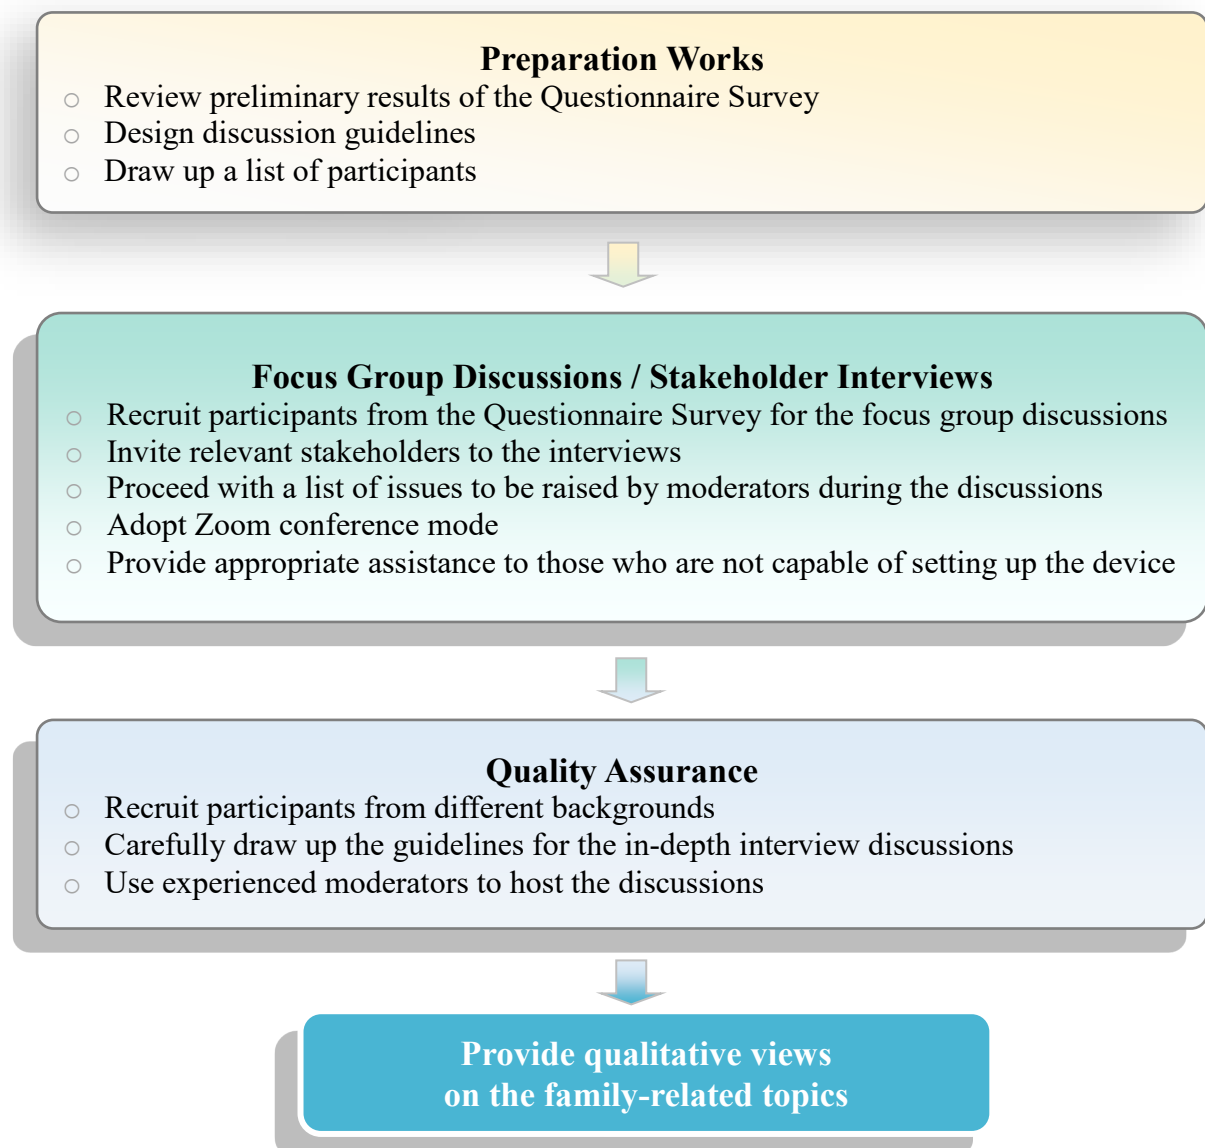 Preparation Works
○ Review preliminary results of the Questionnaire Survey
○ Design discussion guidelines
○ Draw up a list of participants
Focus Group Discussions / Stakeholder Interviews
○ Recruit participants from the Questionnaire Survey for the focus group discussions
○ Invite relevant stakeholders to the interviews
○ Proceed with a list of issues to be raised by moderators during the discussions
○ Adopt Zoom conference mode
○ Provide appropriate assistance to those who are not capable of setting up the device
Quality Assurance
○ Recruit participants from different backgrounds
○ Carefully draw up the guidelines for the in-depth interview discussions
○ Use experienced moderators to host the discussions
Provide qualitative views
on the family-related topics